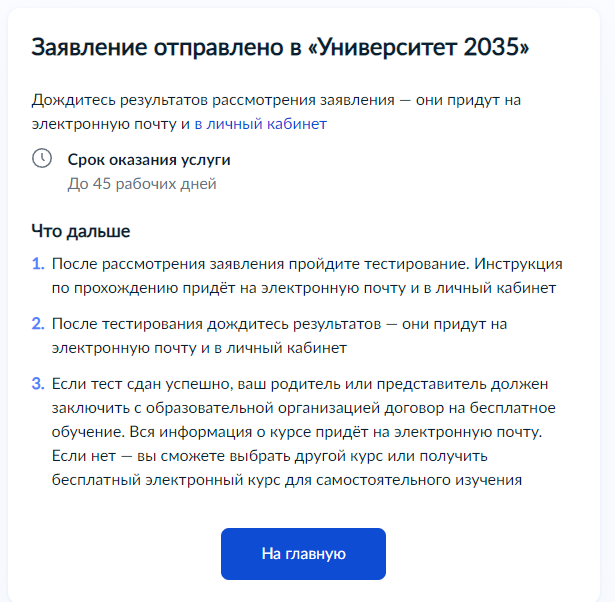 Заявление отправлено в «Университет 2035»
Дождитесь результатов рассмотрения заявления — они придут на
электронную почту и в личный кабинет
Срок оказания услуги
До 45 рабочих дней
Что дальше
1. После рассмотрения заявления пройдите тестирование. Инструкция
по прохождению придёт на электронную почту и в личный кабинет
2. После тестирования дождитесь результатов — они придут на
электронную почту и в личный кабинет
3. Если тест сдан успешно, ваш родитель или представитель должен
заключить с образовательной организацией договор на бесплатное
обучение. Вся информация о курсе придёт на электронную почту.
Если нет — вы сможете выбрать другой курс или получить
бесплатный электронный курс для самостоятельного изучения
На главную